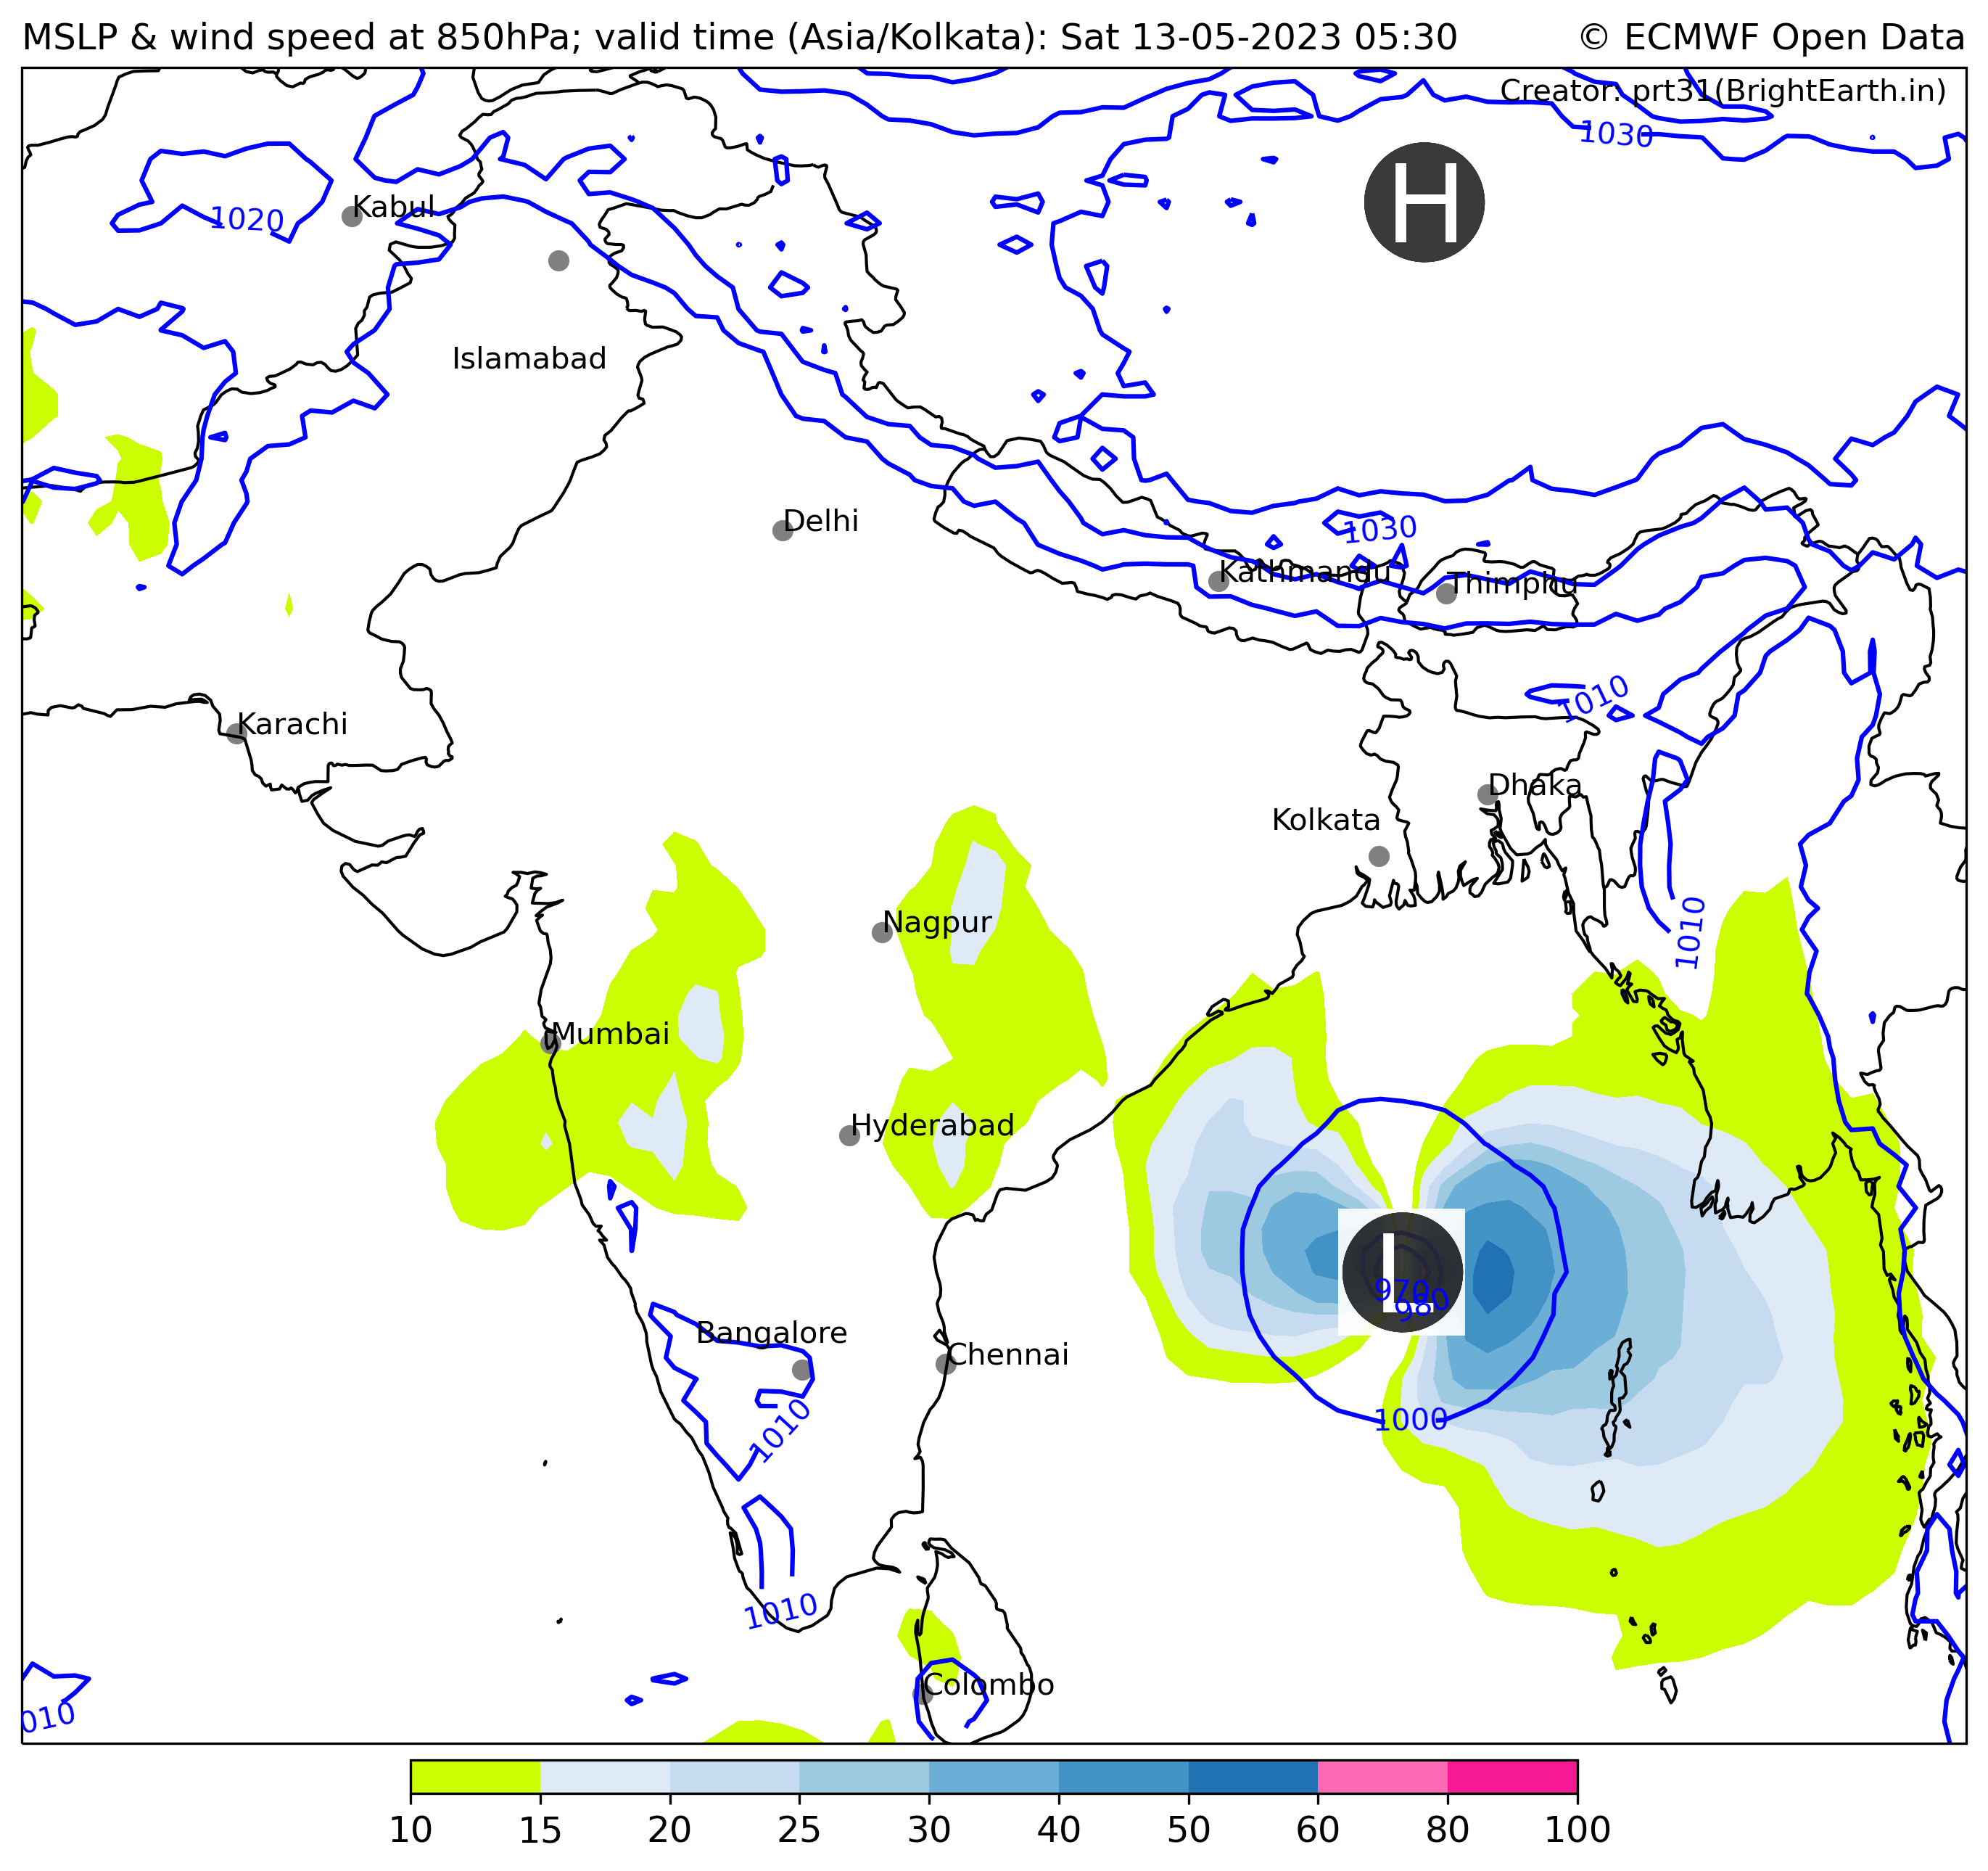 MSLP & wind speed at 850hPa; valid time (Asia/Kolkata): Sat 13-05-2023 05:30 © ECMWF Open Data
Creator: prt31(BrightEarth.in)
1030
H
Kabul
1020
Islamabad
Delhi
1030
Kathmandu
Thimphu
1010
Karachi
Dhaka
Kolkata
Nagpur
1010
Mumbai
Hyderabad
L
970
980
Bangalore
Chennai
1000
1010
1010
Colombo
010
10 15 20 25 30 40 50 60 80 100